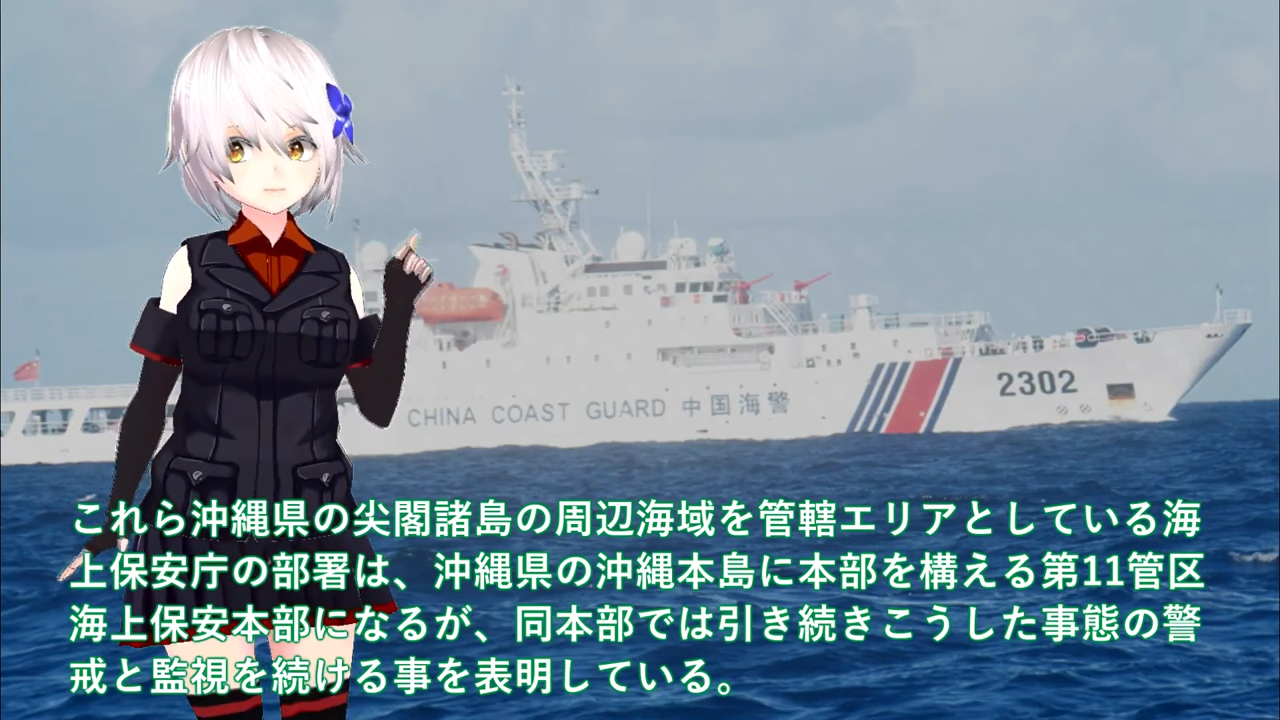 CHINA COAST GUARD 中国海警
2302
これら沖縄県の尖閣諸島の周辺海域を管轄エリアとしている海
上保安庁の部署は、沖縄県の沖縄本島に本部を構える第11管区
海上保安本部になるが、同本部では引き続きこうした事態の警
戒と監視を続ける事を表明している。